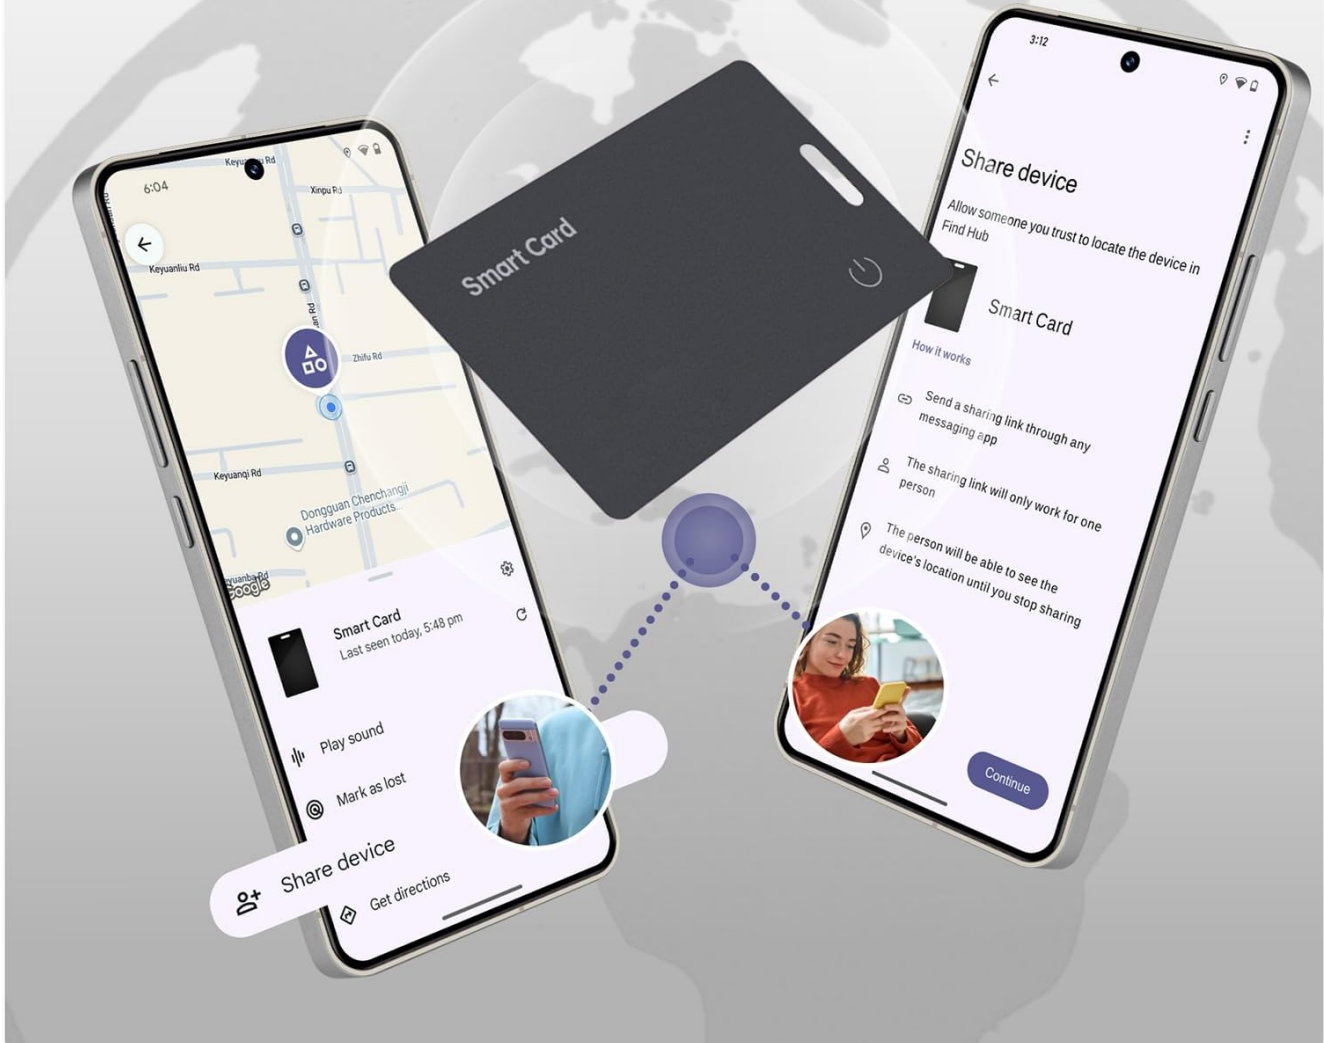 6:04
Xinpu Rd
Keyuanliu Rd
Zhifu Rd
Keyuanqi Rd
Dongguan Chenchangji
Hardware Products...
Google
Smart Card
Last seen today, 5:48 pm
Play sound
Mark as lost
Share device
Get directions
Smart Card
3:12
Share device
Allow someone you trust to locate the device in
Find Hub
Smart Card
How it works
Send a sharing link through any
messaging app
The sharing link will only work for one
person
The person will be able to see the
device's location until you stop sharing
Continue